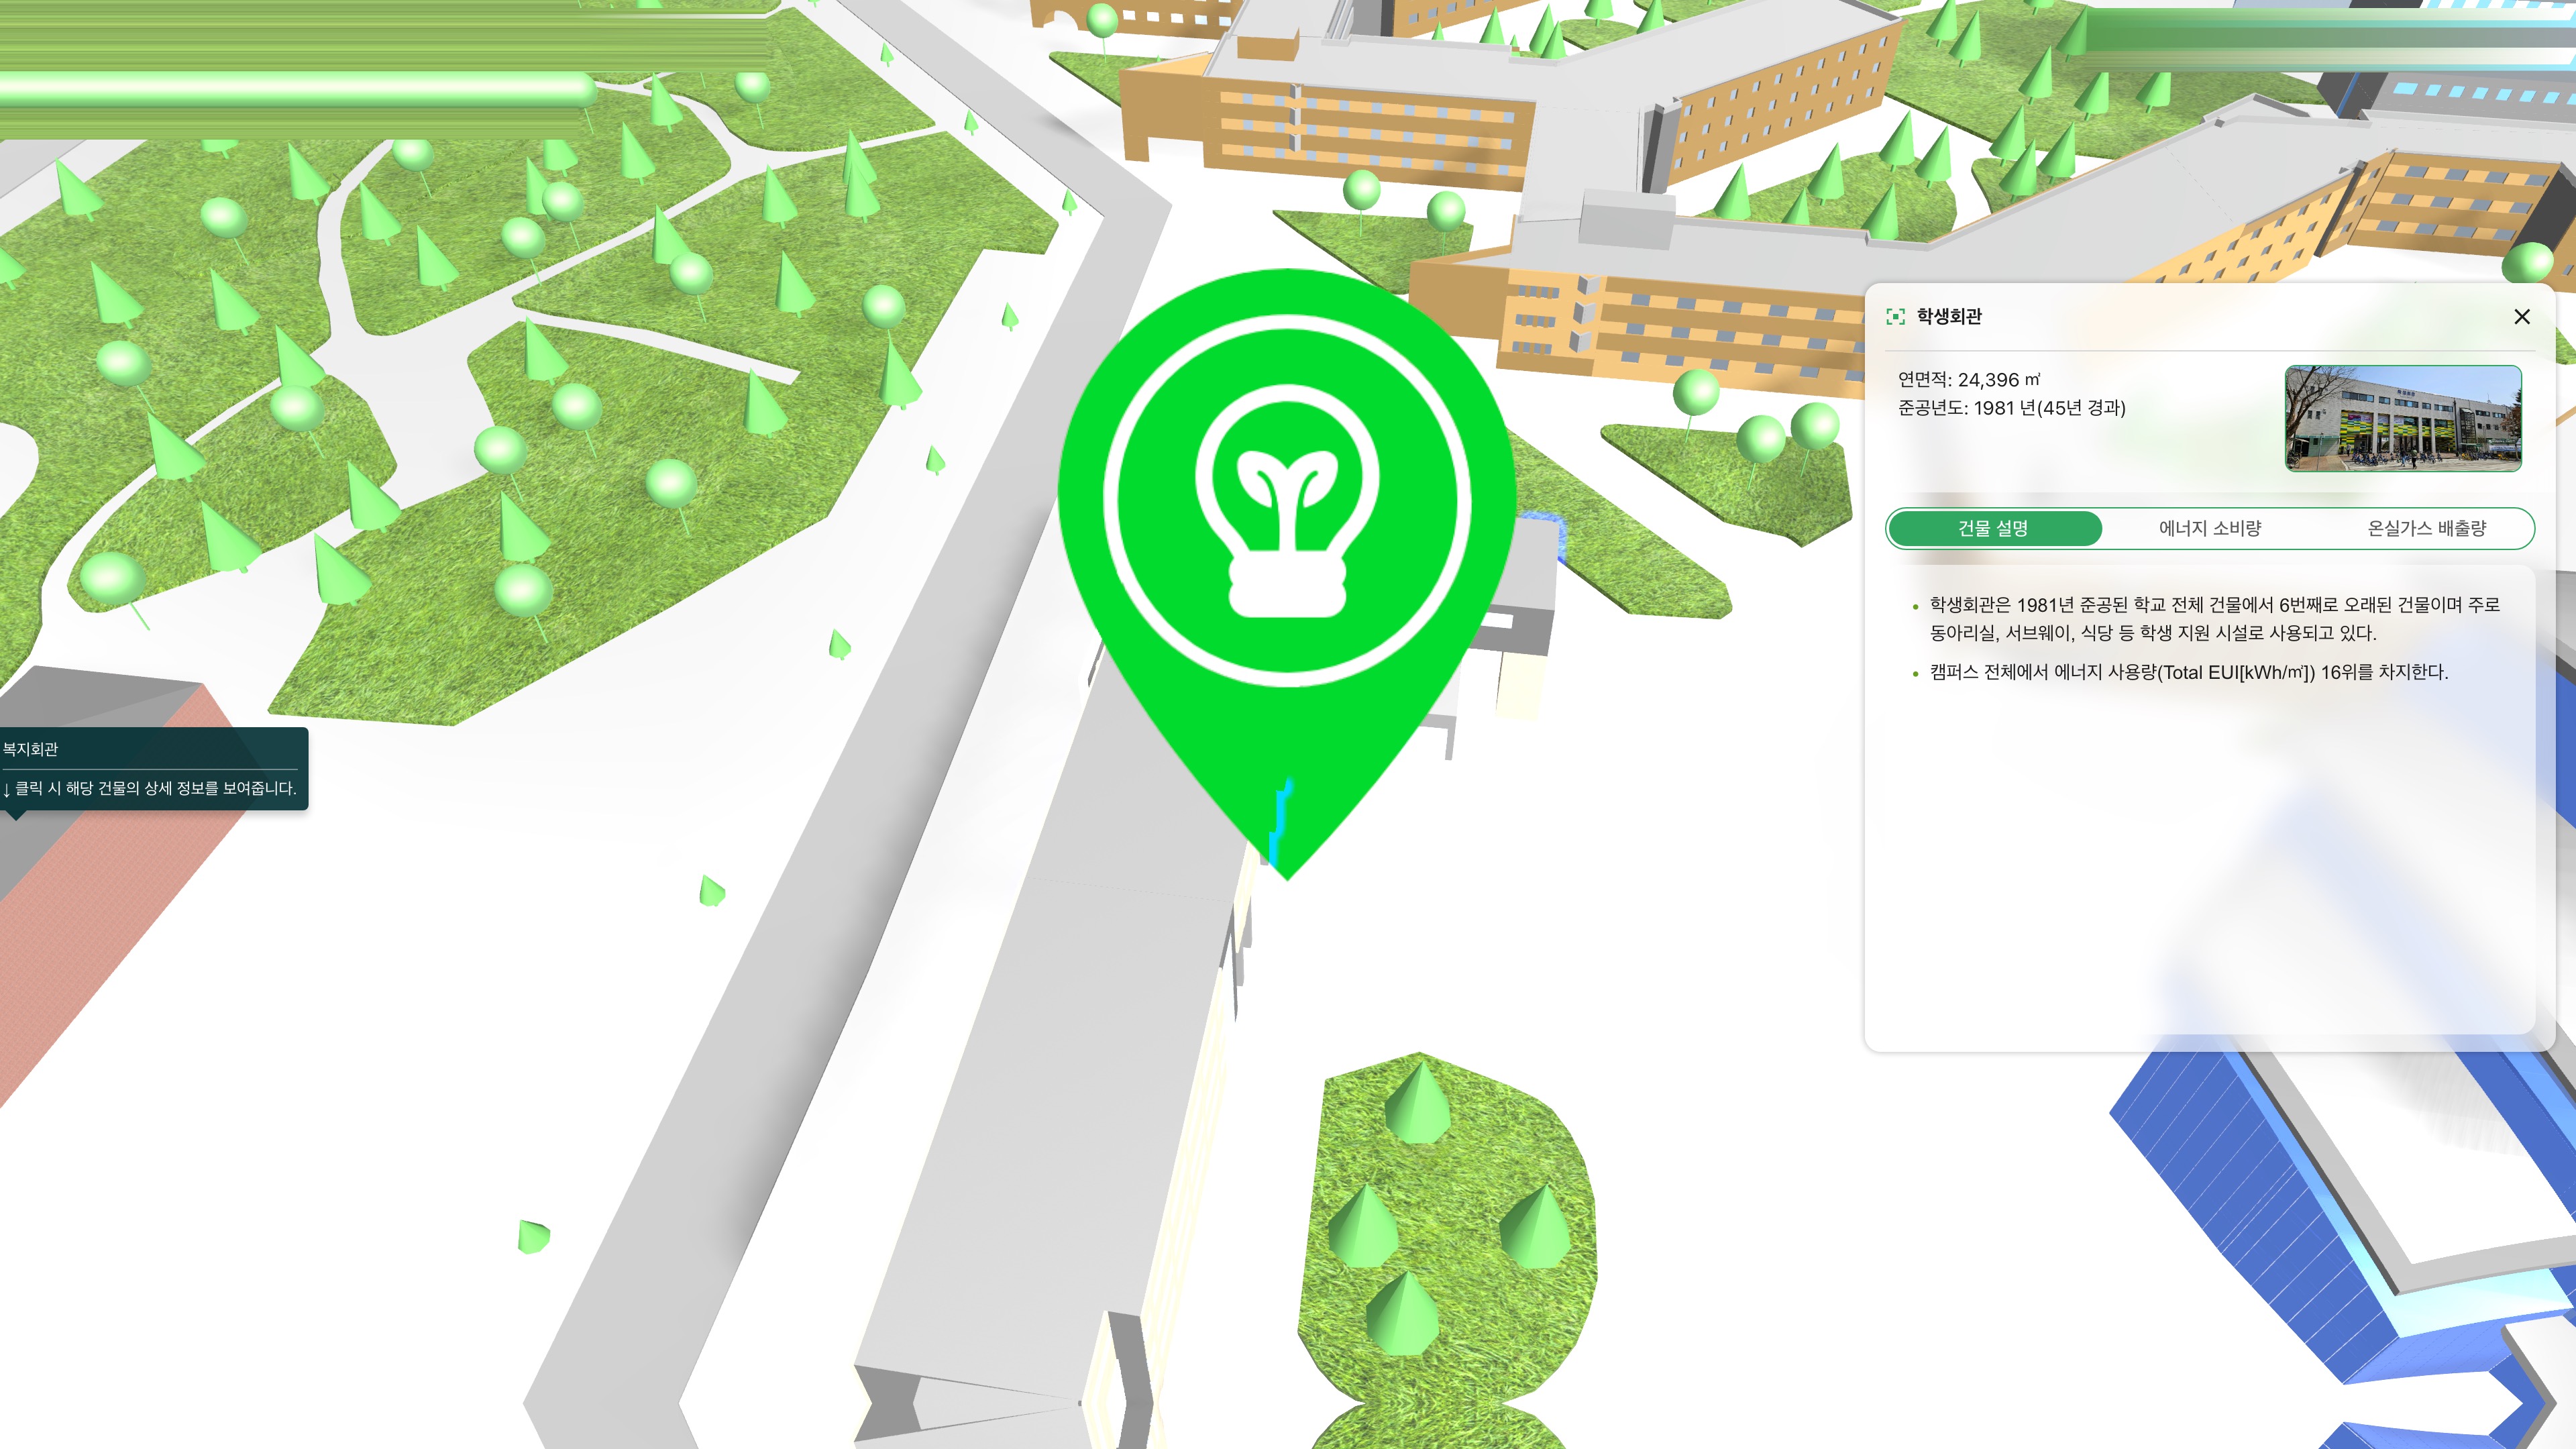 학생회관
연면적: 24,396 ㎡
준공년도: 1981 년(45년 경과)
건물 설명
에너지 소비량
온실가스 배출량
학생회관은 1981년 준공된 학교 전체 건물에서 6번째로 오래된 건물이며 주로
동아리실, 서브웨이, 식당 등 학생 지원 시설로 사용되고 있다.
캠퍼스 전체에서 에너지 사용량(Total EUI[kWh/㎡]) 16위를 차지한다.
복지회관
↓ 클릭 시 해당 건물의 상세 정보를 보여줍니다.